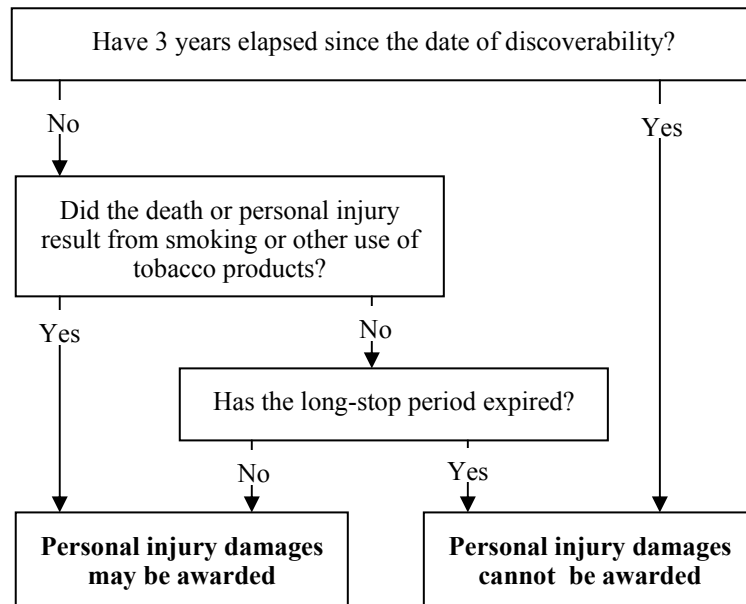 Have 3 years elapsed since the date of discoverability?
No
Yes
Did the death or personal injury
result from smoking or other use of
tobacco products?
Yes
No
Has the long-stop period expired?
No
Yes
Personal injury damages
may be awarded
Personal injury damages
cannot be awarded